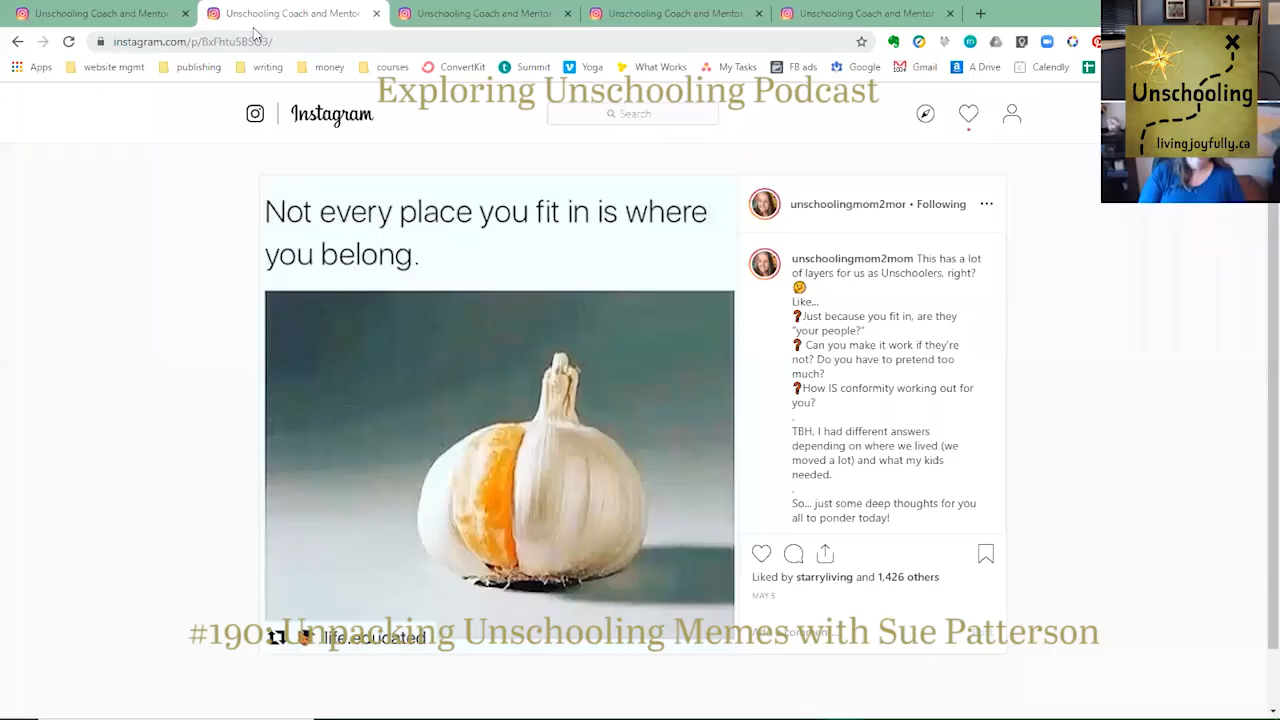 Unschooling Coach and Mentor
Unschooling Coach and Mentor
Unschooling Coach and Mentor
Unschooling Coach and Mentor
Unschooling Coach and Mentor
Apps
website mgmt
publishing
writing
money
courses
ConvertKit
Summit
Yoga
What Works
My Tasks
FB ads
Google
Gmail
A Drive
Calendly
Exploring Unschooling Podcast
Unschooling
livingjoyfully.ca
Instagram
Search
Not every place you fit in is where
you belong.
life.educated
unschoolingmom2mor • Following
unschoolingmom2mom This has a lot
of layers for us as Unschoolers, right?
Like...
❓Just because you fit in, are they
"your people?"
❓ Can you make it work if they're
not? Do you have to pretend too
much?
❓How IS conformity working out for
you?
.
TBH, I had different answers
depending on where we lived (we
moved a lot) and what my kids
needed.
.
So... just some deep thoughts for you
all to ponder today!
Liked by starryliving and 1,426 others
MAY 5
#190: Unpacking Unschooling Memes with Sue Patterson